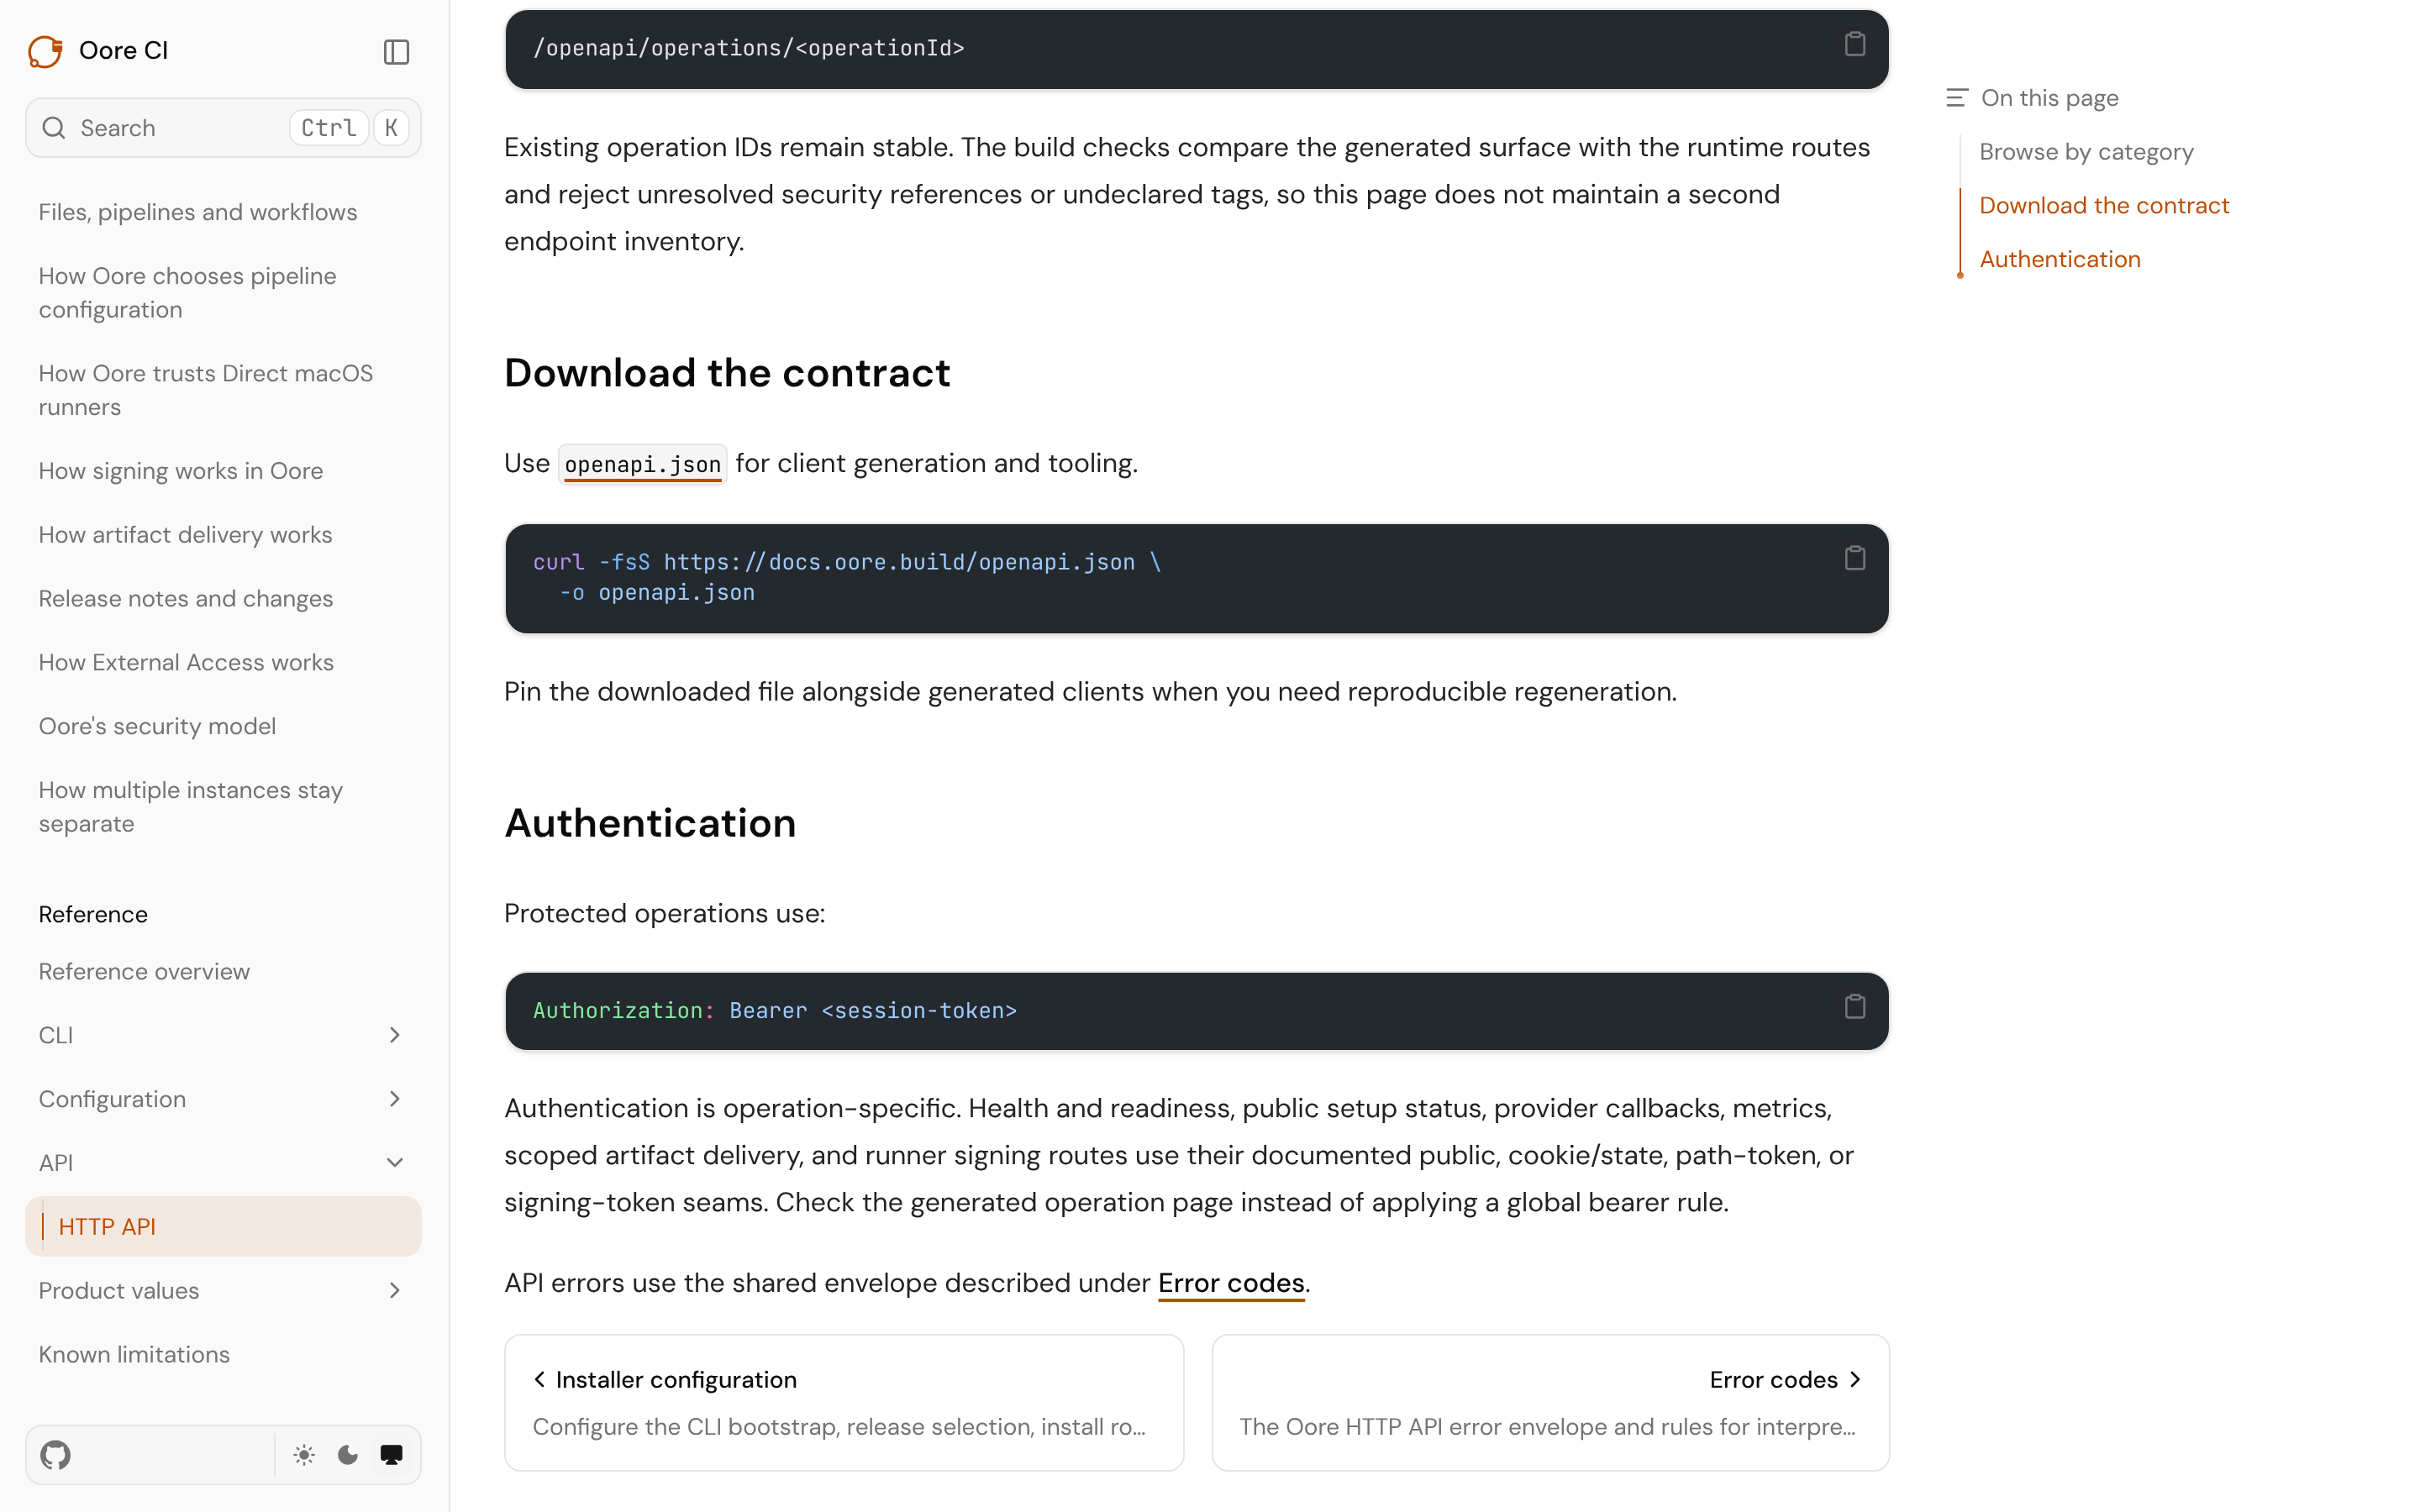 Oore CI
Search
Ctrl K
Files, pipelines and workflows
How Oore chooses pipeline
configuration
How Oore trusts Direct macOS
runners
How signing works in Oore
How artifact delivery works
Release notes and changes
How External Access works
Oore's security model
How multiple instances stay
separate
Reference
Reference overview
CLI
Configuration
API
HTTP API
Product values
Known limitations
/openapi/operations/<operationId>
Existing operation IDs remain stable. The build checks compare the generated surface with the runtime routes
and reject unresolved security references or undeclared tags, so this page does not maintain a second
endpoint inventory.
Download the contract
Use openapi.json for client generation and tooling.
curl -fsS https://docs.oore.build/openapi.json \
  -o openapi.json
Pin the downloaded file alongside generated clients when you need reproducible regeneration.
Authentication
Protected operations use:
Authorization: Bearer <session-token>
Authentication is operation-specific. Health and readiness, public setup status, provider callbacks, metrics,
scoped artifact delivery, and runner signing routes use their documented public, cookie/state, path-token, or
signing-token seams. Check the generated operation page instead of applying a global bearer rule.
API errors use the shared envelope described under Error codes.
Installer configuration
Configure the CLI bootstrap, release selection, install ro...
Error codes
The Oore HTTP API error envelope and rules for interpre...
On this page
Browse by category
Download the contract
Authentication